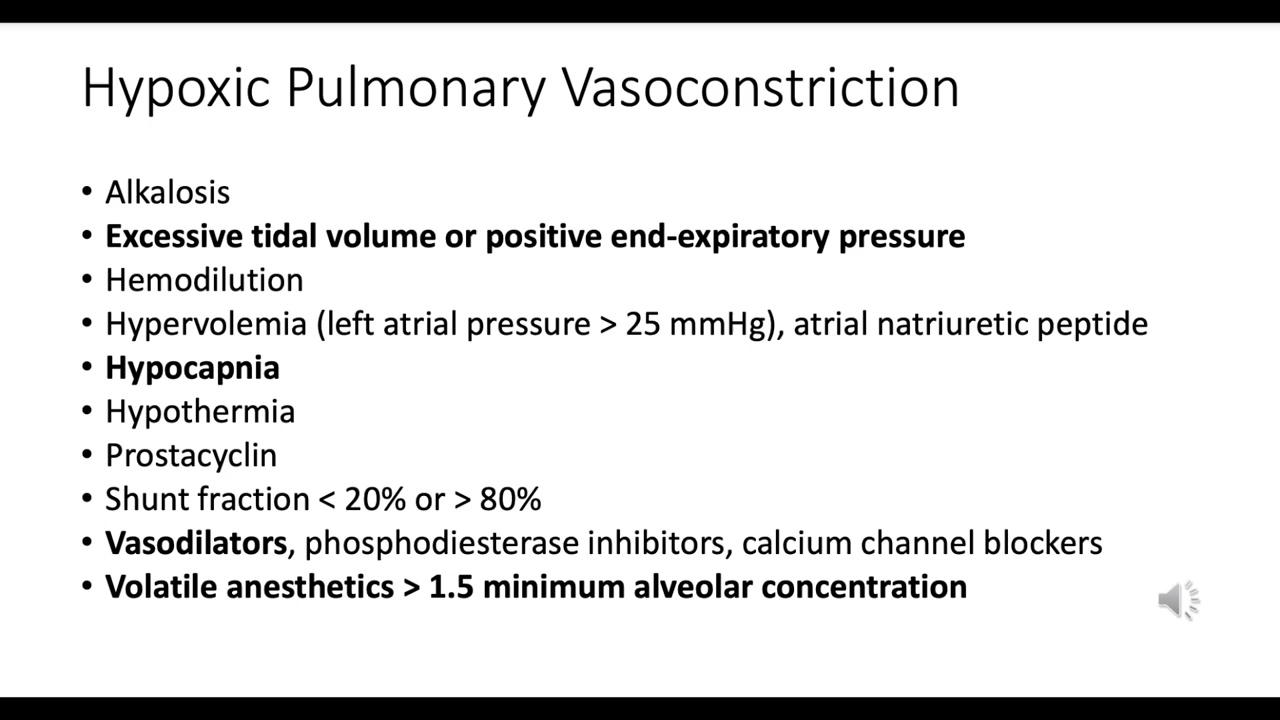 Hypoxic Pulmonary Vasoconstriction
• Alkalosis
• Excessive tidal volume or positive end-expiratory pressure
• Hemodilution
• Hypervolemia (left atrial pressure > 25 mmHg), atrial natriuretic peptide
• Hypocapnia
• Hypothermia
• Prostacyclin
• Shunt fraction < 20% or > 80%
• Vasodilators, phosphodiesterase inhibitors, calcium channel blockers
• Volatile anesthetics > 1.5 minimum alveolar concentration